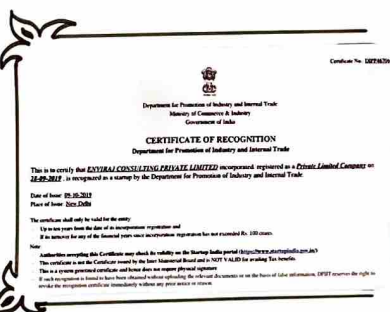 Certificate No. DIPP46706
Department for Promotion of Industry and Internal Trade
Ministry of Commerce & Industry
Government of India
CERTIFICATE OF RECOGNITION
Department for Promotion of Industry and Internal Trade
This is to certify that ENVIRAJ CONSULTING PRIVATE LIMITED incorporated/ registered as a Private Limited Company on
28-09-2019 , is recognized as a startup by the Department for Promotion of Industry and Internal Trade.
Date of Issue: 09-10-2019
Place of Issue: New Delhi
The certificate shall only be valid for the entity
Up to ten years from the date of its incorporation/ registration and
If its turnover for any of the financial years since incorporation/ registration has not exceeded Rs. 100 crores.
Note
Authorities accepting this Certificate may check its validity on the Startup India portal (https://www.startupindia.gov.in/)
This certificate is not the Certificate issued by the Inter Ministerial Board and is NOT VALID for availing Tax benefits.
This is a system generated certificate and hence does not require physical signature
If such recognition is found to have been obtained without uploading the relevant documents or on the basis of false information, DPIIT reserves the right to
revoke the recognition certificate immediately without any prior notice or reason.